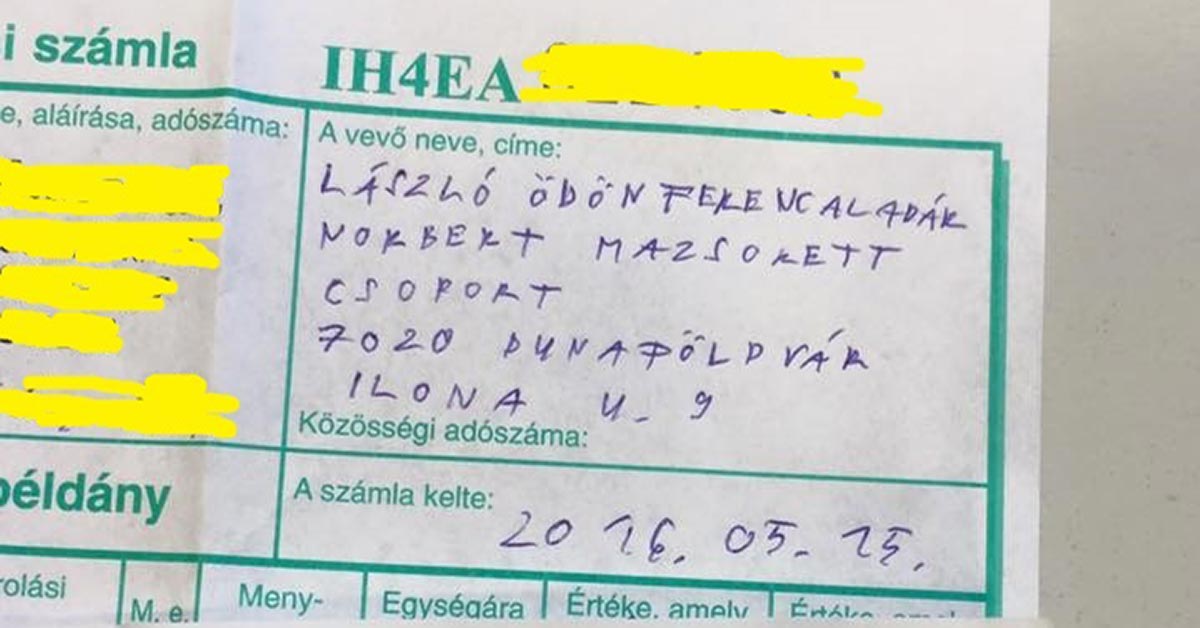 i számla
IH4EA
e, aláírása, adószáma:
A vevő neve, címe:
LÁSZLÓ ÖDÖN FERENC ALADÁR
NORBERT MAZSORETT
CSOPORT
7020 DUNAFÖLDVÁR
ILONA U. 9
Közösségi adószáma:
példány
A számla kelte:
2016. 05. 15.
rolási
M. e.
Meny-
Egységára
Értéke, amely